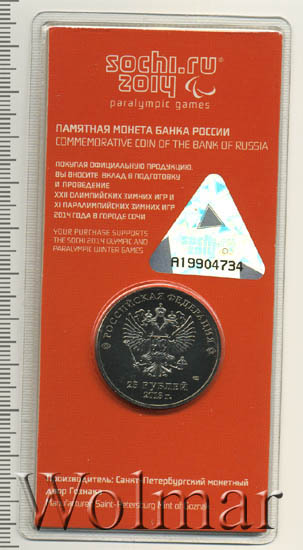 sochi.ru
2014
paralympic games
ПАМЯТНАЯ МОНЕТА БАНКА РОССИИ
COMMEMORATIVE COIN OF THE BANK OF RUSSIA
ПОКУПАЯ ОФИЦИАЛЬНУЮ ПРОДУКЦИЮ,
ВЫ ВНОСИТЕ ВКЛАД В ПОДГОТОВКУ
И ПРОВЕДЕНИЕ
XXII ОЛИМПИЙСКИХ ЗИМНИХ ИГР И
XI ПАРАЛИМПИЙСКИХ ЗИМНИХ ИГР
2014 ГОДА В ГОРОДЕ СОЧИ
YOUR PURCHASE SUPPORTS
THE SOCHI 2014 OLYMPIC AND
PARALYMPIC WINTER GAMES
A19904734
РОССИЙСКАЯ ФЕДЕРАЦИЯ
25 РУБЛЕЙ
2013 г.
Производитель: Санкт-Петербургский монетный
двор Гознака
Manufacturer: Saint-Petersburg Mint of Goznak
Wolmar